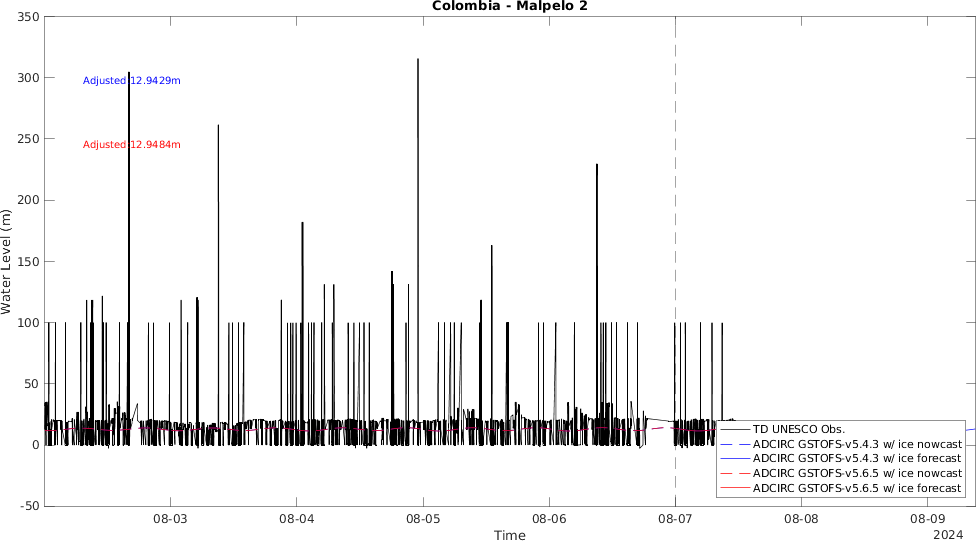 Colombia - Malpelo 2
350
300
250
200
150
100
50
0
-50
Water Level (m)
Adjusted 12.9429m
Adjusted 12.9484m
TD UNESCO Obs.
ADCIRC GSTOFS-v5.4.3 w/ ice nowcast
ADCIRC GSTOFS-v5.4.3 w/ ice forecast
ADCIRC GSTOFS-v5.6.5 w/ ice nowcast
ADCIRC GSTOFS-v5.6.5 w/ ice forecast
08-03 08-04 08-05 08-06 08-07 08-08 08-09
Time
2024